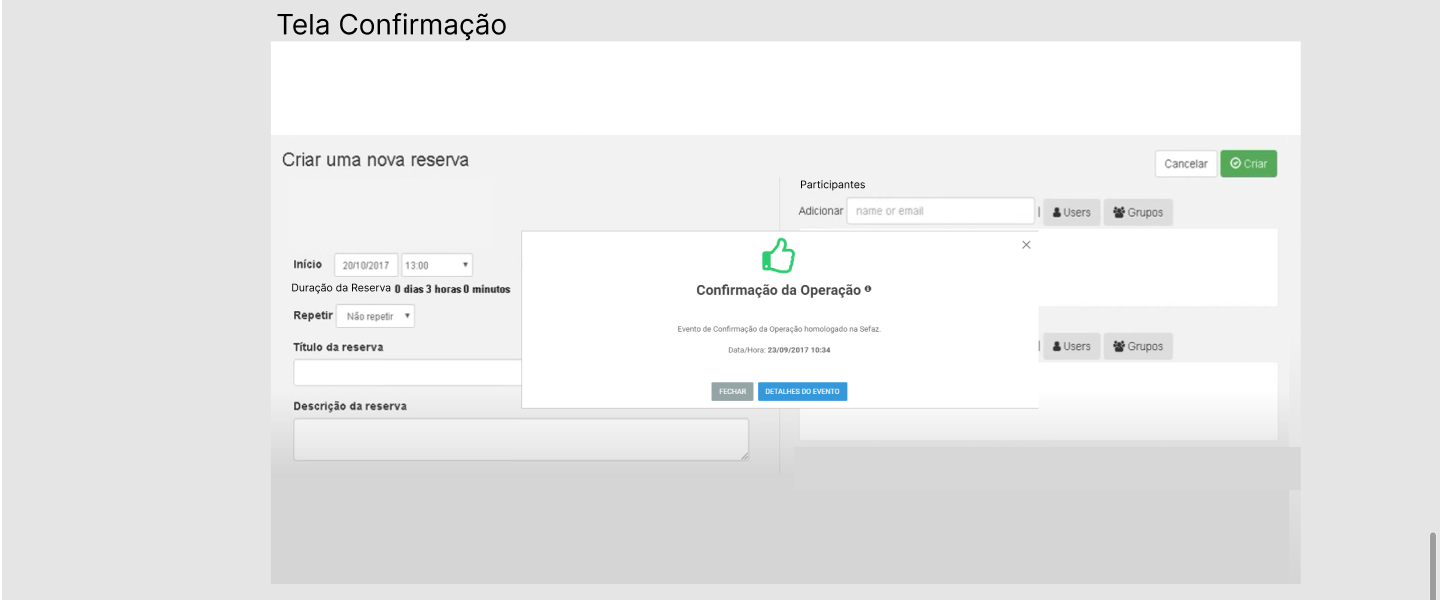 Tela Confirmação
Criar uma nova reserva
Cancelar
Criar
Participantes
Adicionar name or email | Users Grupos
Início 20/10/2017 13:00
Duração da Reserva 0 dias 3 horas 0 minutos
Repetir Não repetir
Título da reserva
Descrição da reserva
Confirmação da Operação
Evento de Confirmação da Operação homologado na Sefaz.
Data/Hora: 23/09/2017 10:34
FECHAR DETALHES DO EVENTO
| Users Grupos